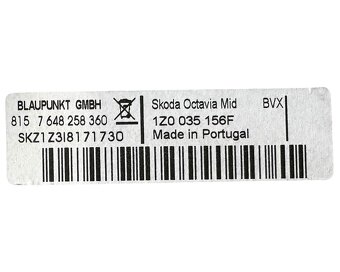 BLAUPUNKT GMBH
815 7 648 258 360
SKZ1Z3I8171730
Skoda Octavia Mid BVX
1Z0 035 156F
Made in Portugal